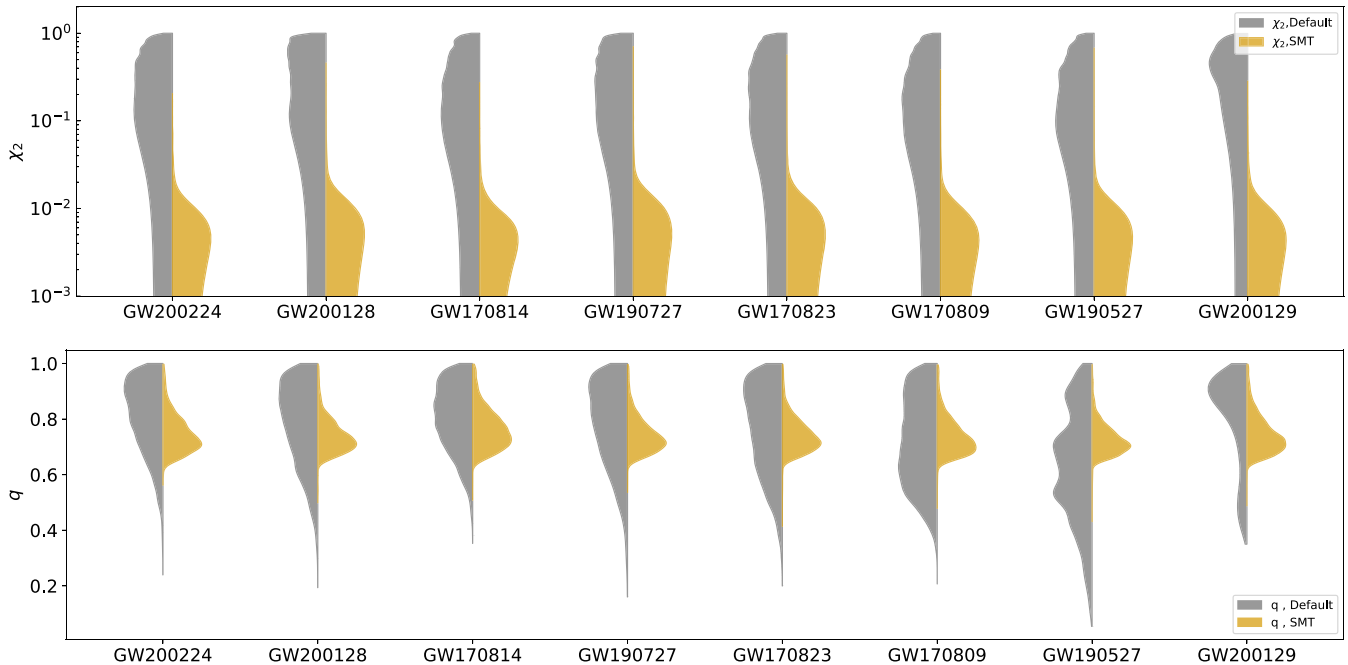 10⁰
10⁻¹
10⁻²
10⁻³
χ₂
χ₂,Default
χ₂,SMT
GW200224 GW200128 GW170814 GW190727 GW170823 GW170809 GW190527 GW200129
1.0
0.8
0.6
0.4
0.2
q
q , Default
q , SMT
GW200224 GW200128 GW170814 GW190727 GW170823 GW170809 GW190527 GW200129